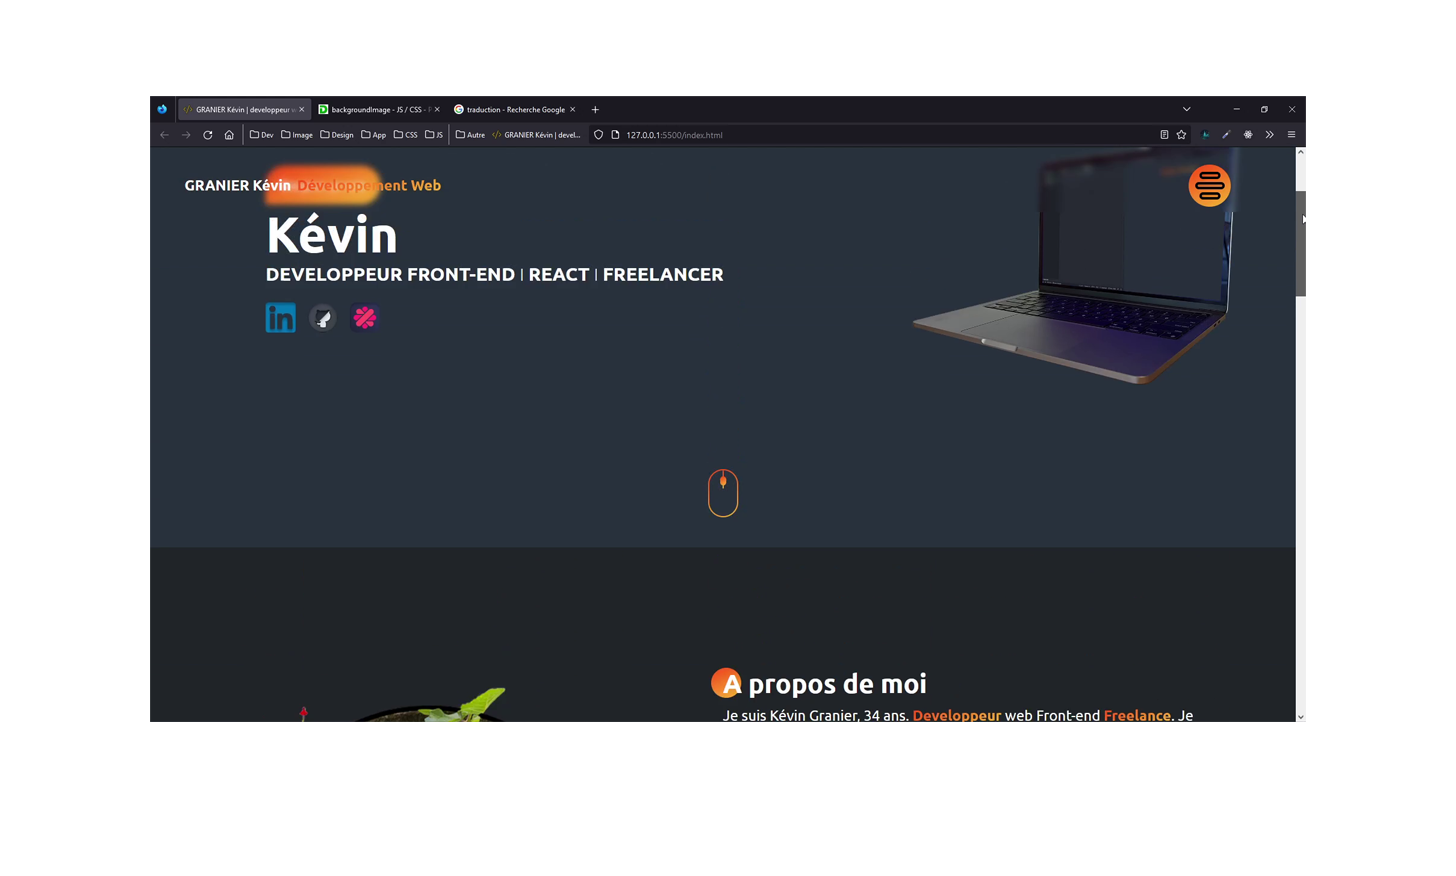 GRANIER Kévin | developpeur w
backgroundImage - JS / CSS -
traduction - Recherche Google
Dev
Image
Design
App
CSS
JS
Autre
GRANIER Kévin | devel...
127.0.0.1:5500/index.html
GRANIER Kévin Développement Web
Kévin
DEVELOPPEUR FRONT-END | REACT | FREELANCER
in
A propos de moi
Je suis Kévin Granier, 34 ans. Developpeur web Front-end Freelance. Je